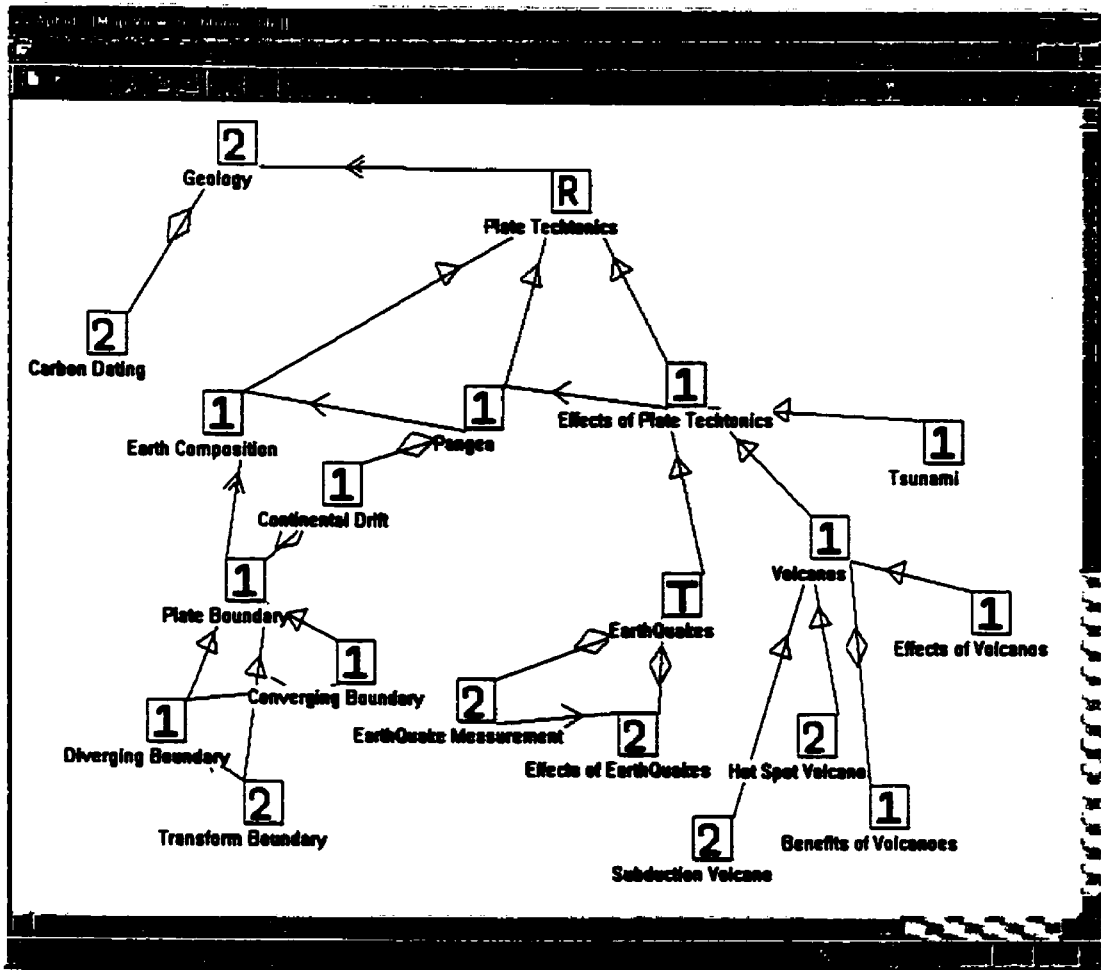 2
Geology
R
Plate Techtonics
2
Carbon Dating
1
Earth Composition
1
Pangea
1
Effects of Plate Techtonics
1
Tsunami
1
Continental Drift
1
Plate Boundary
1
Volcanos
T
EarthQuakes
1
Effects of Volcanos
1
Converging Boundary
1
Diverging Boundary
2
EarthQuake Measurement
2
Effects of EarthQuakes
2
Hot Spot Volcano
2
Transform Boundary
1
Benefits of Volcanoes
2
Subduction Volcano